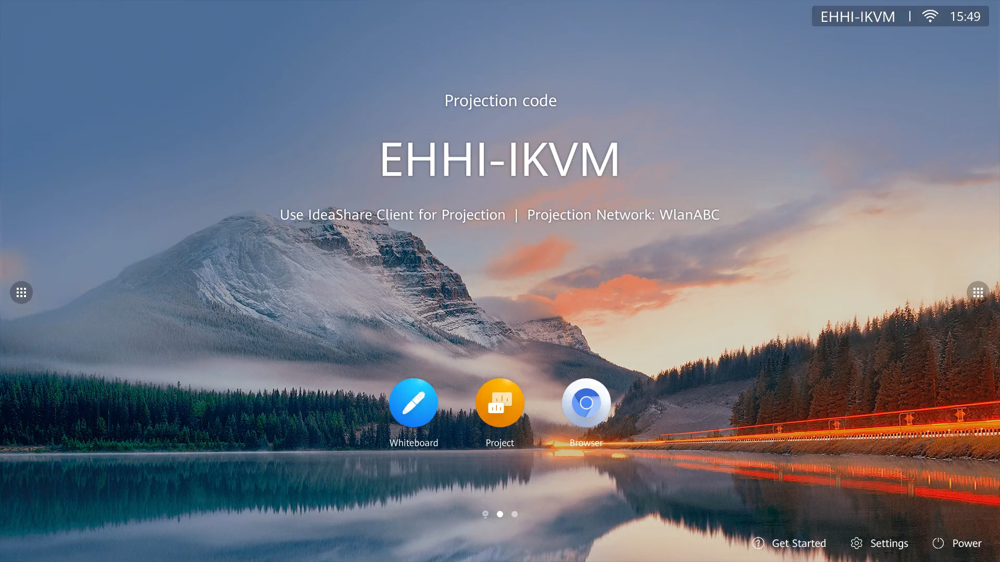 EHHI-IKVM | 15:49
Projection code
EHHI-IKVM
Use IdeaShare Client for Projection | Projection Network: WlanABC
Whiteboard Project Browser
Get Started Settings Power